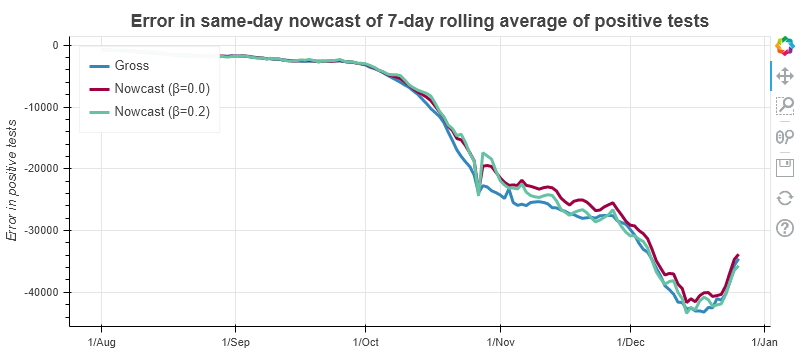 Error in same-day nowcast of 7-day rolling average of positive tests
Error in positive tests
0
-10000
-20000
-30000
-40000
Gross
Nowcast (β=0.0)
Nowcast (β=0.2)
1/Aug
1/Sep
1/Oct
1/Nov
1/Dec
1/Jan